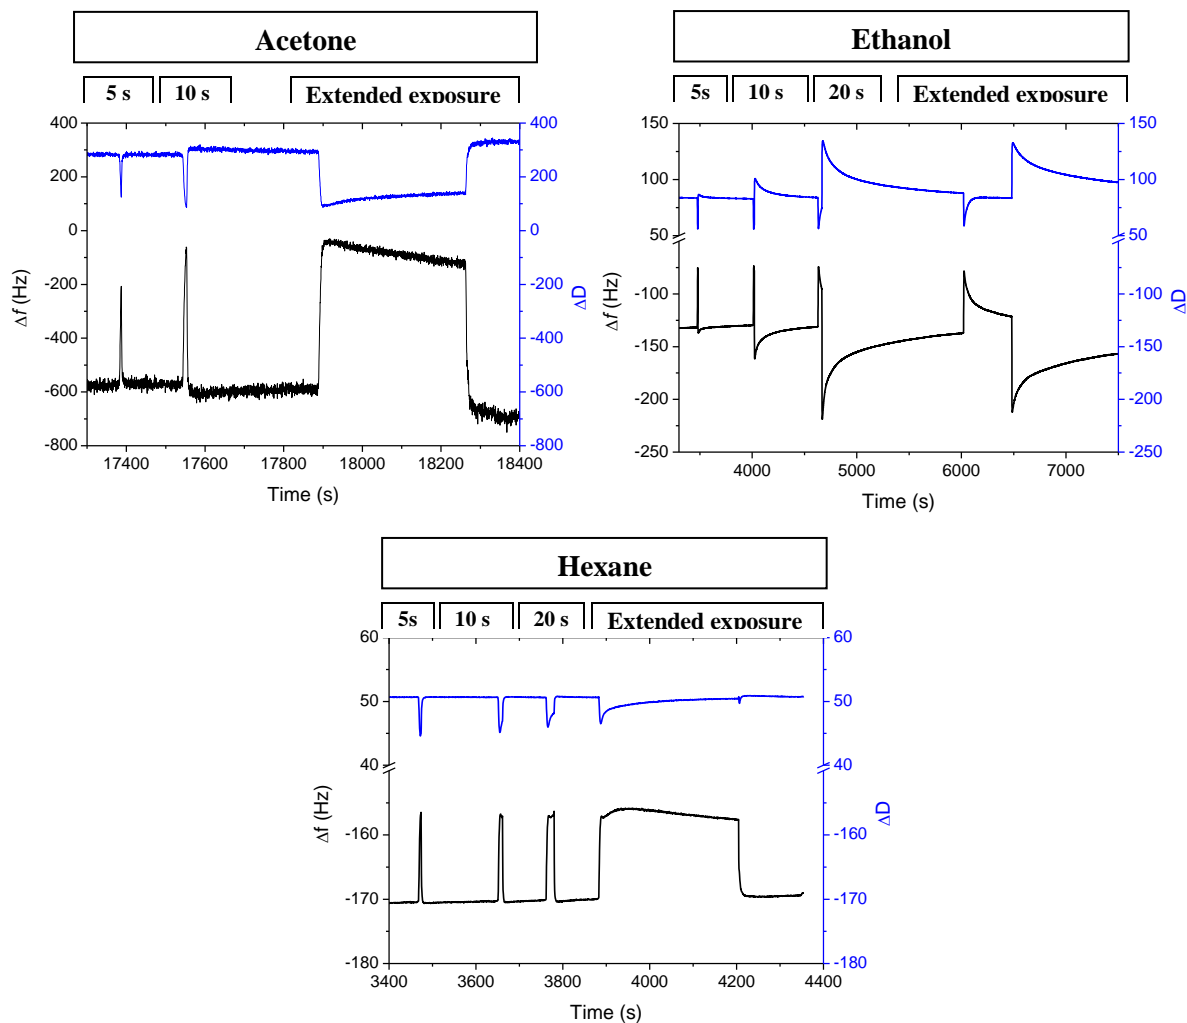 Acetone
5 s 10 s Extended exposure
400 400
200 200
0 0
-200 -200
-400 -400
-600 -600
-800 -800
Δf (Hz)
ΔD
17400 17600 17800 18000 18200 18400
Time (s)
Ethanol
5s 10 s 20 s Extended exposure
150 150
100 100
50 50
-100 -100
-150 -150
-200 -200
-250 -250
Δf (Hz)
ΔD
4000 5000 6000 7000
Time (s)
Hexane
5s 10 s 20 s Extended exposure
60 60
50 50
40 40
-160 -160
-170 -170
-180 -180
Δf (Hz)
ΔD
3400 3600 3800 4000 4200 4400
Time (s)